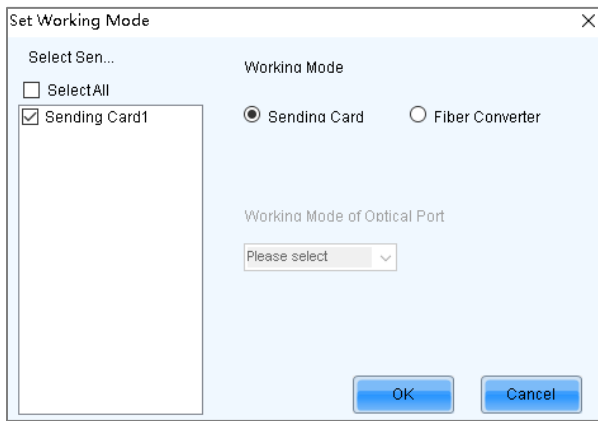 Set Working Mode
Select Sen...
Select All
Sending Card1
Working Mode
Sending Card
Fiber Converter
Working Mode of Optical Port
Please select
OK
Cancel